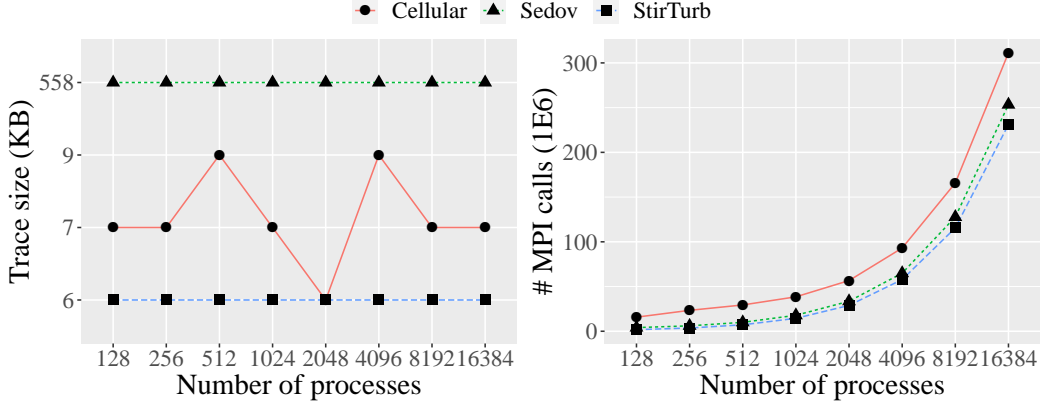 Cellular Sedov StirTurb
Trace size (KB)
558
9
7
6
128 256 512 1024 2048 4096 8192 16384
Number of processes
# MPI calls (1E6)
300
200
100
0
128 256 512 1024 2048 4096 8192 16384
Number of processes